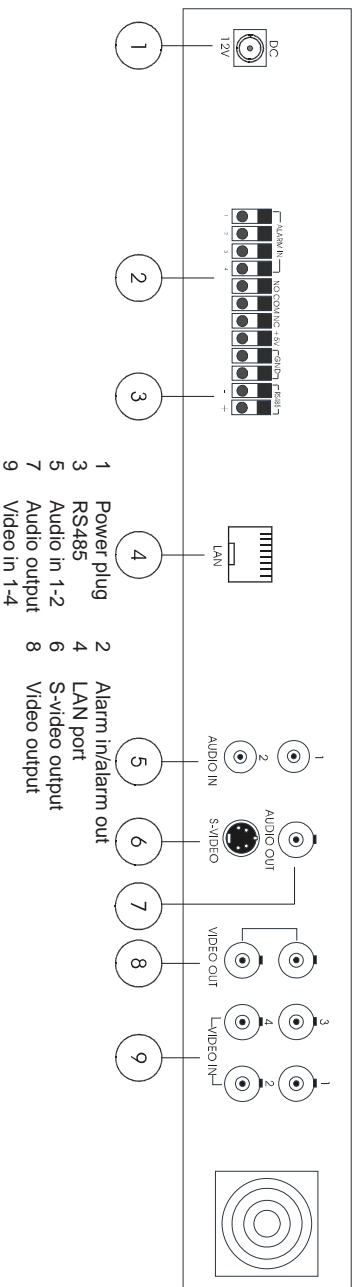 DC
12V
ALARM IN
1 2 3 4
NO COM NC +5V GND RS485
- +
LAN
1
2
AUDIO IN
AUDIO OUT
S-VIDEO
VIDEO OUT
3 1
4 2
VIDEO IN
1 2 3 4 5 6 7 8 9
1 Power plug 2 Alarm in/alarm out
3 RS485 4 LAN port
5 Audio in 1-2 6 S-video output
7 Audio output 8 Video output
9 Video in 1-4